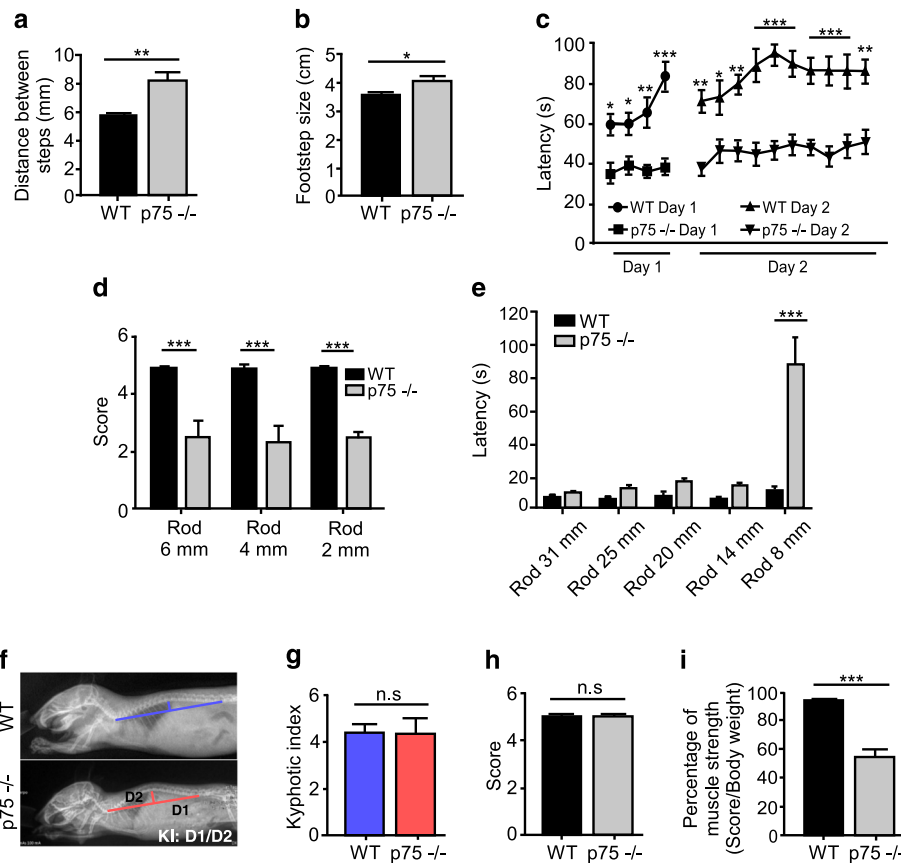 a
**
Distance between
steps (mm)
10
8
6
4
2
0
WT
p75 -/-
b
*
Footstep size (cm)
5
4
3
2
1
0
WT
p75 -/-
c
***
***
***
**
**
*
**
*
*
**
Latency (s)
100
80
60
40
20
0
WT Day 1
WT Day 2
p75 -/- Day 1
p75 -/- Day 2
Day 1
Day 2
d
Score
6
4
2
0
***
***
***
WT
p75 -/-
Rod
6 mm
Rod
4 mm
Rod
2 mm
e
Latency (s)
120
100
80
60
40
20
0
WT
p75 -/-
***
Rod 31 mm
Rod 25 mm
Rod 20 mm
Rod 14 mm
Rod 8 mm
f
WT
p75 -/-
D2
D1
KI: D1/D2
g
n.s
Kyphotic index
6
4
2
0
WT
p75 -/-
h
n.s
Score
6
4
2
0
WT
p75 -/-
i
***
Percentage of
muscle strength
(Score/Body weight)
100
80
60
40
20
0
WT
p75 -/-